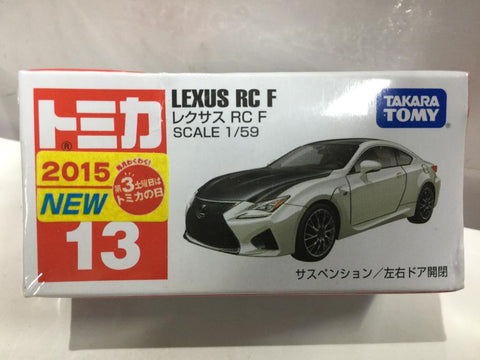 トミカ
®
2015
NEW
毎月わくわく!
第3土曜日は
トミカの日
13
LEXUS RC F
レクサス RC F
SCALE 1/59
TAKARA
TOMY
サスペンション/左右ドア開閉